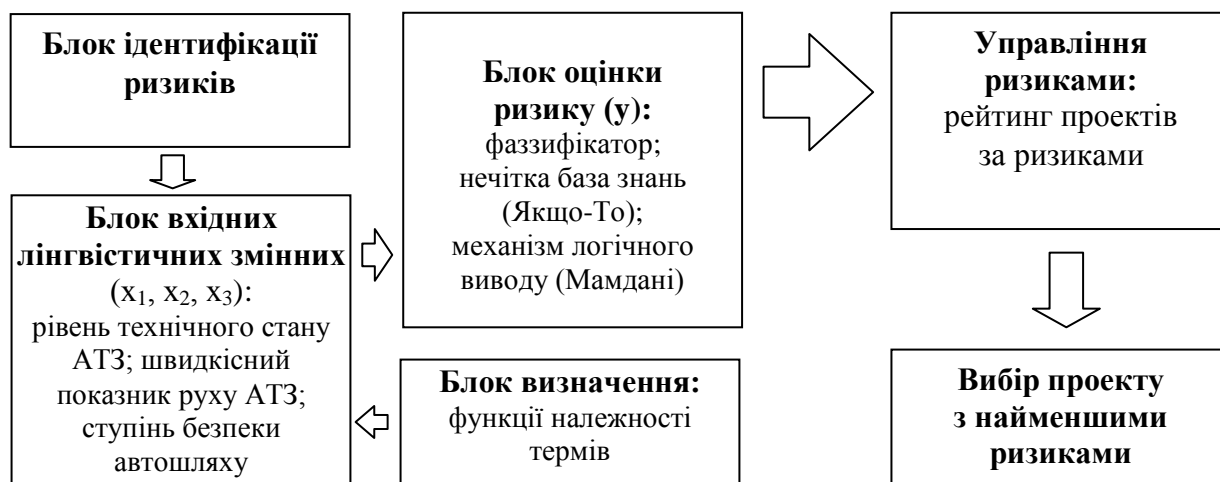 Блок ідентифікації
ризиків
Блок вхідних
лінгвістичних змінних
(x₁, x₂, x₃):
рівень технічного стану
АТЗ; швидкісний
показник руху АТЗ;
ступінь безпеки
автошляху
Блок оцінки
ризику (у):
фаззифікатор;
нечітка база знань
(Якщо-То);
механізм логічного
виводу (Мамдані)
Блок визначення:
функції належності
термів
Управління
ризиками:
рейтинг проектів
за ризиками
Вибір проекту
з найменшими
ризиками